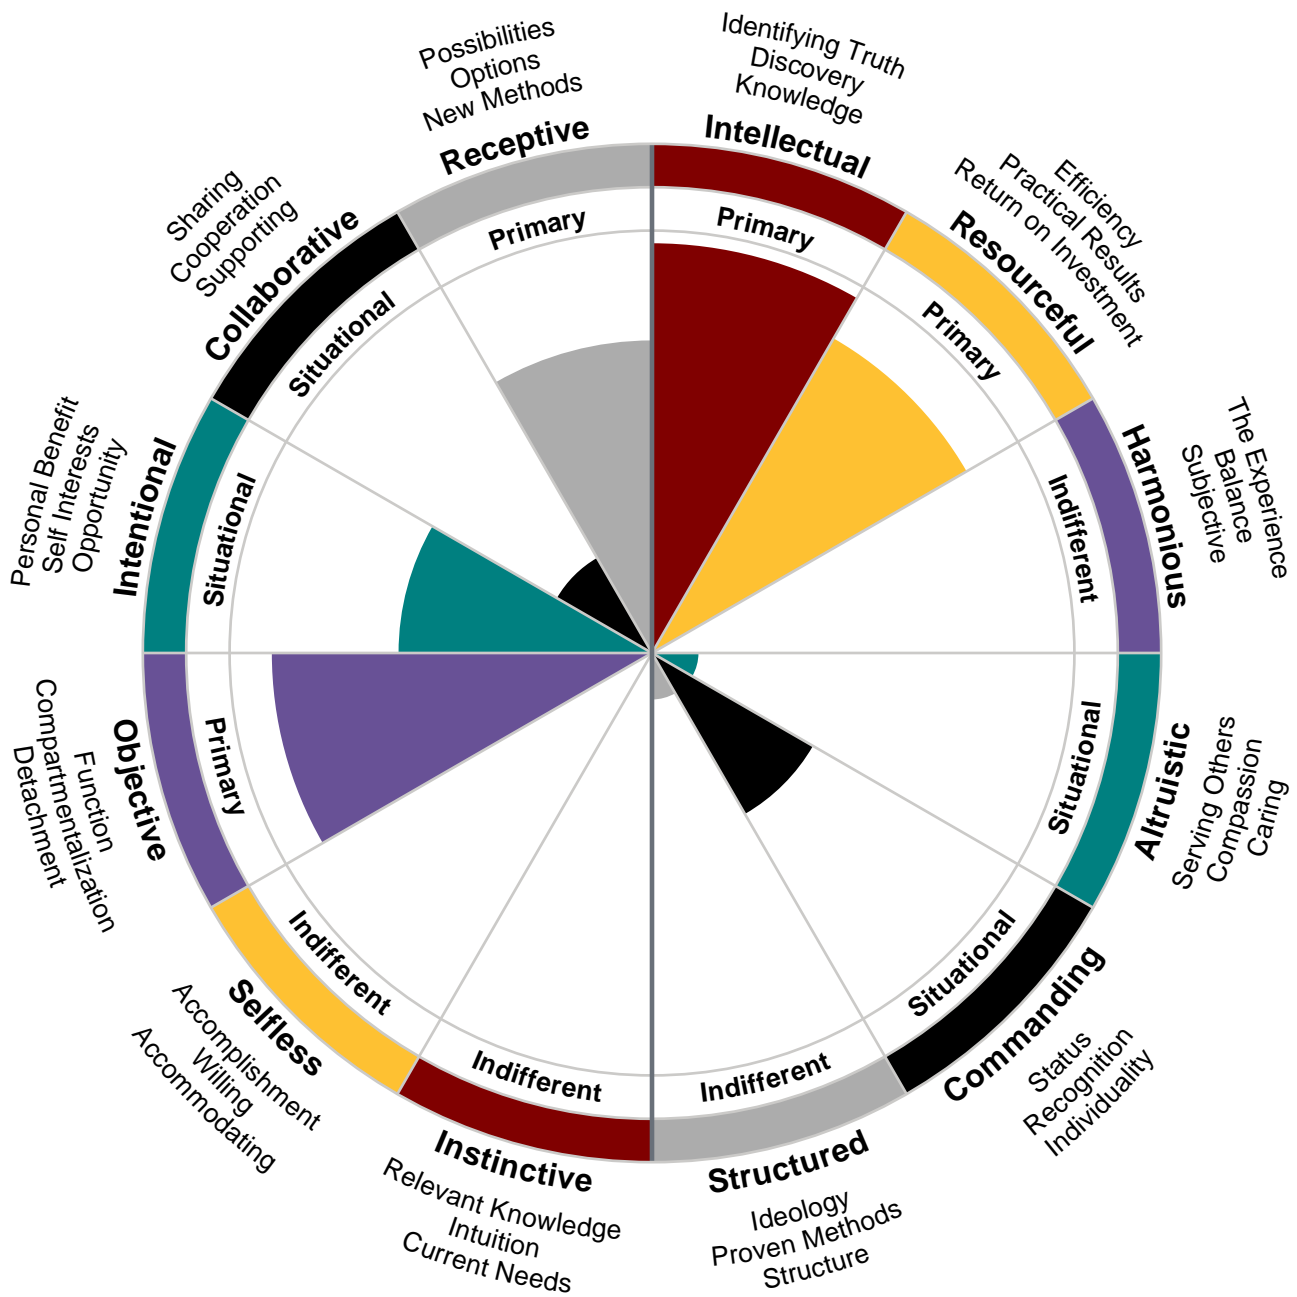 Identifying Truth
Discovery
Knowledge
Intellectual
Primary
Efficiency
Practical Results
Return on Investment
Resourceful
Primary
The Experience
Balance
Subjective
Harmonious
Indifferent
Altruistic
Situational
Serving Others
Compassion
Caring
Commanding
Situational
Status
Recognition
Individuality
Indifferent
Structured
Ideology
Proven Methods
Structure
Indifferent
Instinctive
Relevant Knowledge
Intuition
Current Needs
Indifferent
Selfless
Accomplishment
Willing
Accommodating
Primary
Objective
Function
Compartmentalization
Detachment
Personal Benefit
Self Interests
Opportunity
Intentional
Situational
Sharing
Cooperation
Supporting
Collaborative
Situational
Possibilities
Options
New Methods
Receptive
Primary